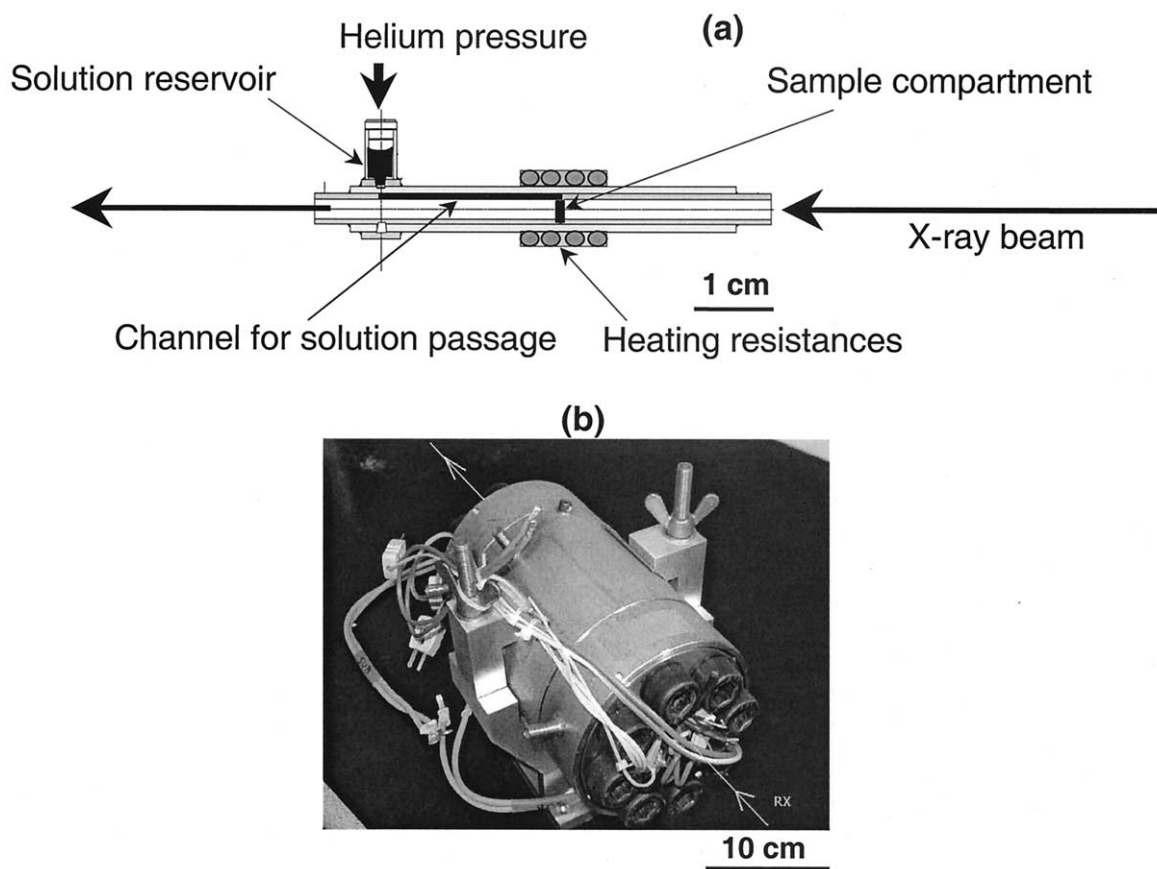 Helium pressure
(a)
Solution reservoir
Sample compartment
X-ray beam
1 cm
Channel for solution passage
Heating resistances
(b)
RX
10 cm